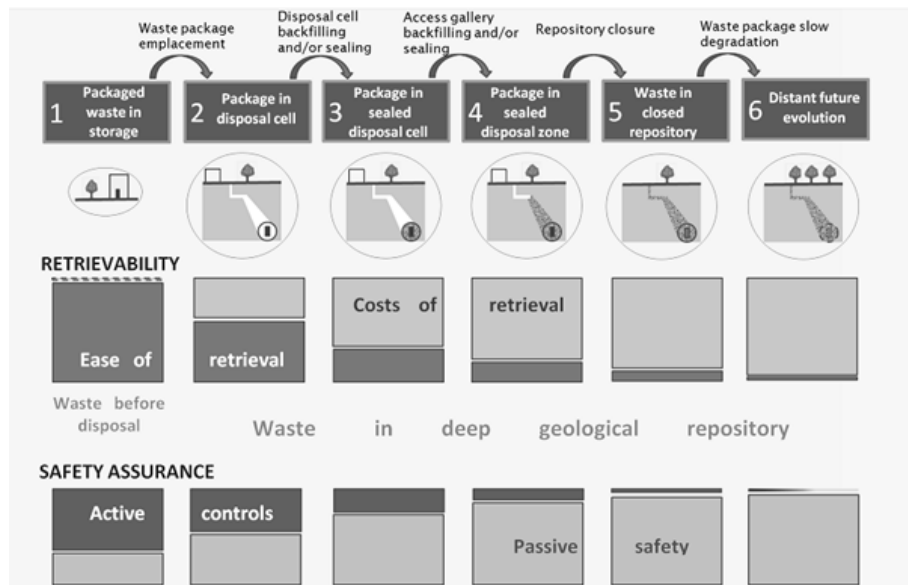 Waste package
emplacement
Disposal cell
backfilling
and/or sealing
Access gallery
backfilling and/or
sealing
Repository closure
Waste package slow
degradation
1 Packaged
waste in
storage
2 Package in
disposal cell
3 Package in
sealed
disposal cell
4 Package in
sealed
disposal zone
5 Waste in
closed
repository
6 Distant future
evolution
RETRIEVABILITY
Costs of retrieval
Ease of retrieval
Waste before
disposal
Waste in deep geological repository
SAFETY ASSURANCE
Active controls
Passive safety